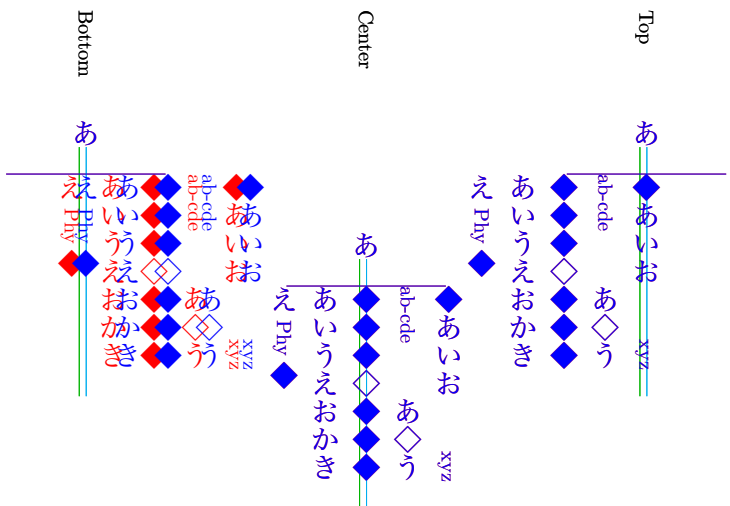 Top
あ
◆あいお xyz
ab-cde あ◇う
◆◆◆◇◆◆◆
あいうえおかき
え Phy ◆
Center
あ
◆あいお xyz
ab-cde あ◇う
◆◆◆◇◆◆◆
あいうえおかき
え Phy ◆
Bottom
あ
◆あいお xyz
ab-cde あ◇う
◆◆◆◇◆◆◆
あいうえおかき
え Phy ◆